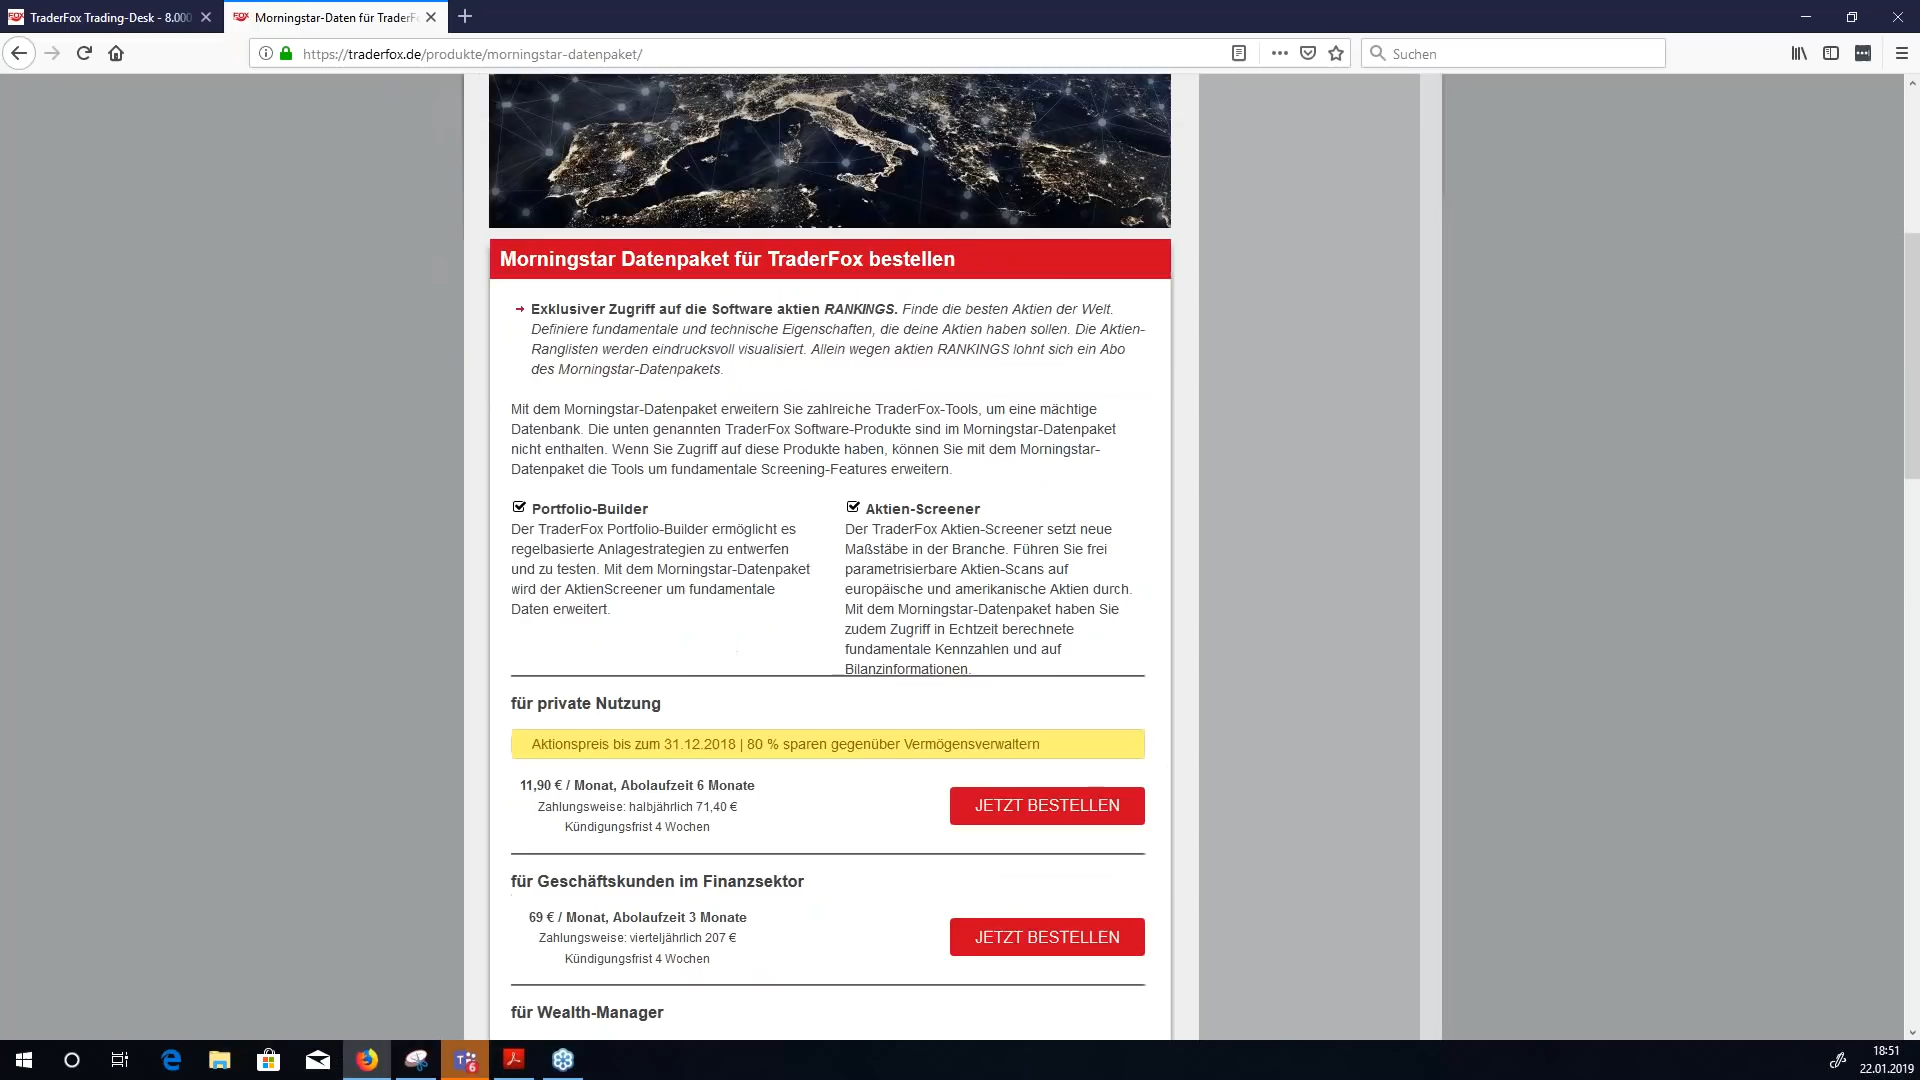 TraderFox Trading-Desk - 8.000
Morningstar-Daten für TraderF
https://traderfox.de/produkte/morningstar-datenpaket/
Suchen
Morningstar Datenpaket für TraderFox bestellen
Exklusiver Zugriff auf die Software aktien RANKINGS. Finde die besten Aktien der Welt.
Definiere fundamentale und technische Eigenschaften, die deine Aktien haben sollen. Die Aktien-
Ranglisten werden eindrucksvoll visualisiert. Allein wegen aktien RANKINGS lohnt sich ein Abo
des Morningstar-Datenpakets.
Mit dem Morningstar-Datenpaket erweitern Sie zahlreiche TraderFox-Tools, um eine mächtige
Datenbank. Die unten genannten TraderFox Software-Produkte sind im Morningstar-Datenpaket
nicht enthalten. Wenn Sie Zugriff auf diese Produkte haben, können Sie mit dem Morningstar-
Datenpaket die Tools um fundamentale Screening-Features erweitern.
Portfolio-Builder
Der TraderFox Portfolio-Builder ermöglicht es
regelbasierte Anlagestrategien zu entwerfen
und zu testen. Mit dem Morningstar-Datenpaket
wird der AktienScreener um fundamentale
Daten erweitert.
Aktien-Screener
Der TraderFox Aktien-Screener setzt neue
Maßstäbe in der Branche. Führen Sie frei
parametrisierbare Aktien-Scans auf
europäische und amerikanische Aktien durch.
Mit dem Morningstar-Datenpaket haben Sie
zudem Zugriff in Echtzeit berechnete
fundamentale Kennzahlen und auf
Bilanzinformationen.
für private Nutzung
Aktionspreis bis zum 31.12.2018 | 80 % sparen gegenüber Vermögensverwaltern
11,90 € / Monat, Abolaufzeit 6 Monate
Zahlungsweise: halbjährlich 71,40 €
Kündigungsfrist 4 Wochen
JETZT BESTELLEN
für Geschäftskunden im Finanzsektor
69 € / Monat, Abolaufzeit 3 Monate
Zahlungsweise: vierteljährlich 207 €
Kündigungsfrist 4 Wochen
JETZT BESTELLEN
für Wealth-Manager
18:51
22.01.2019